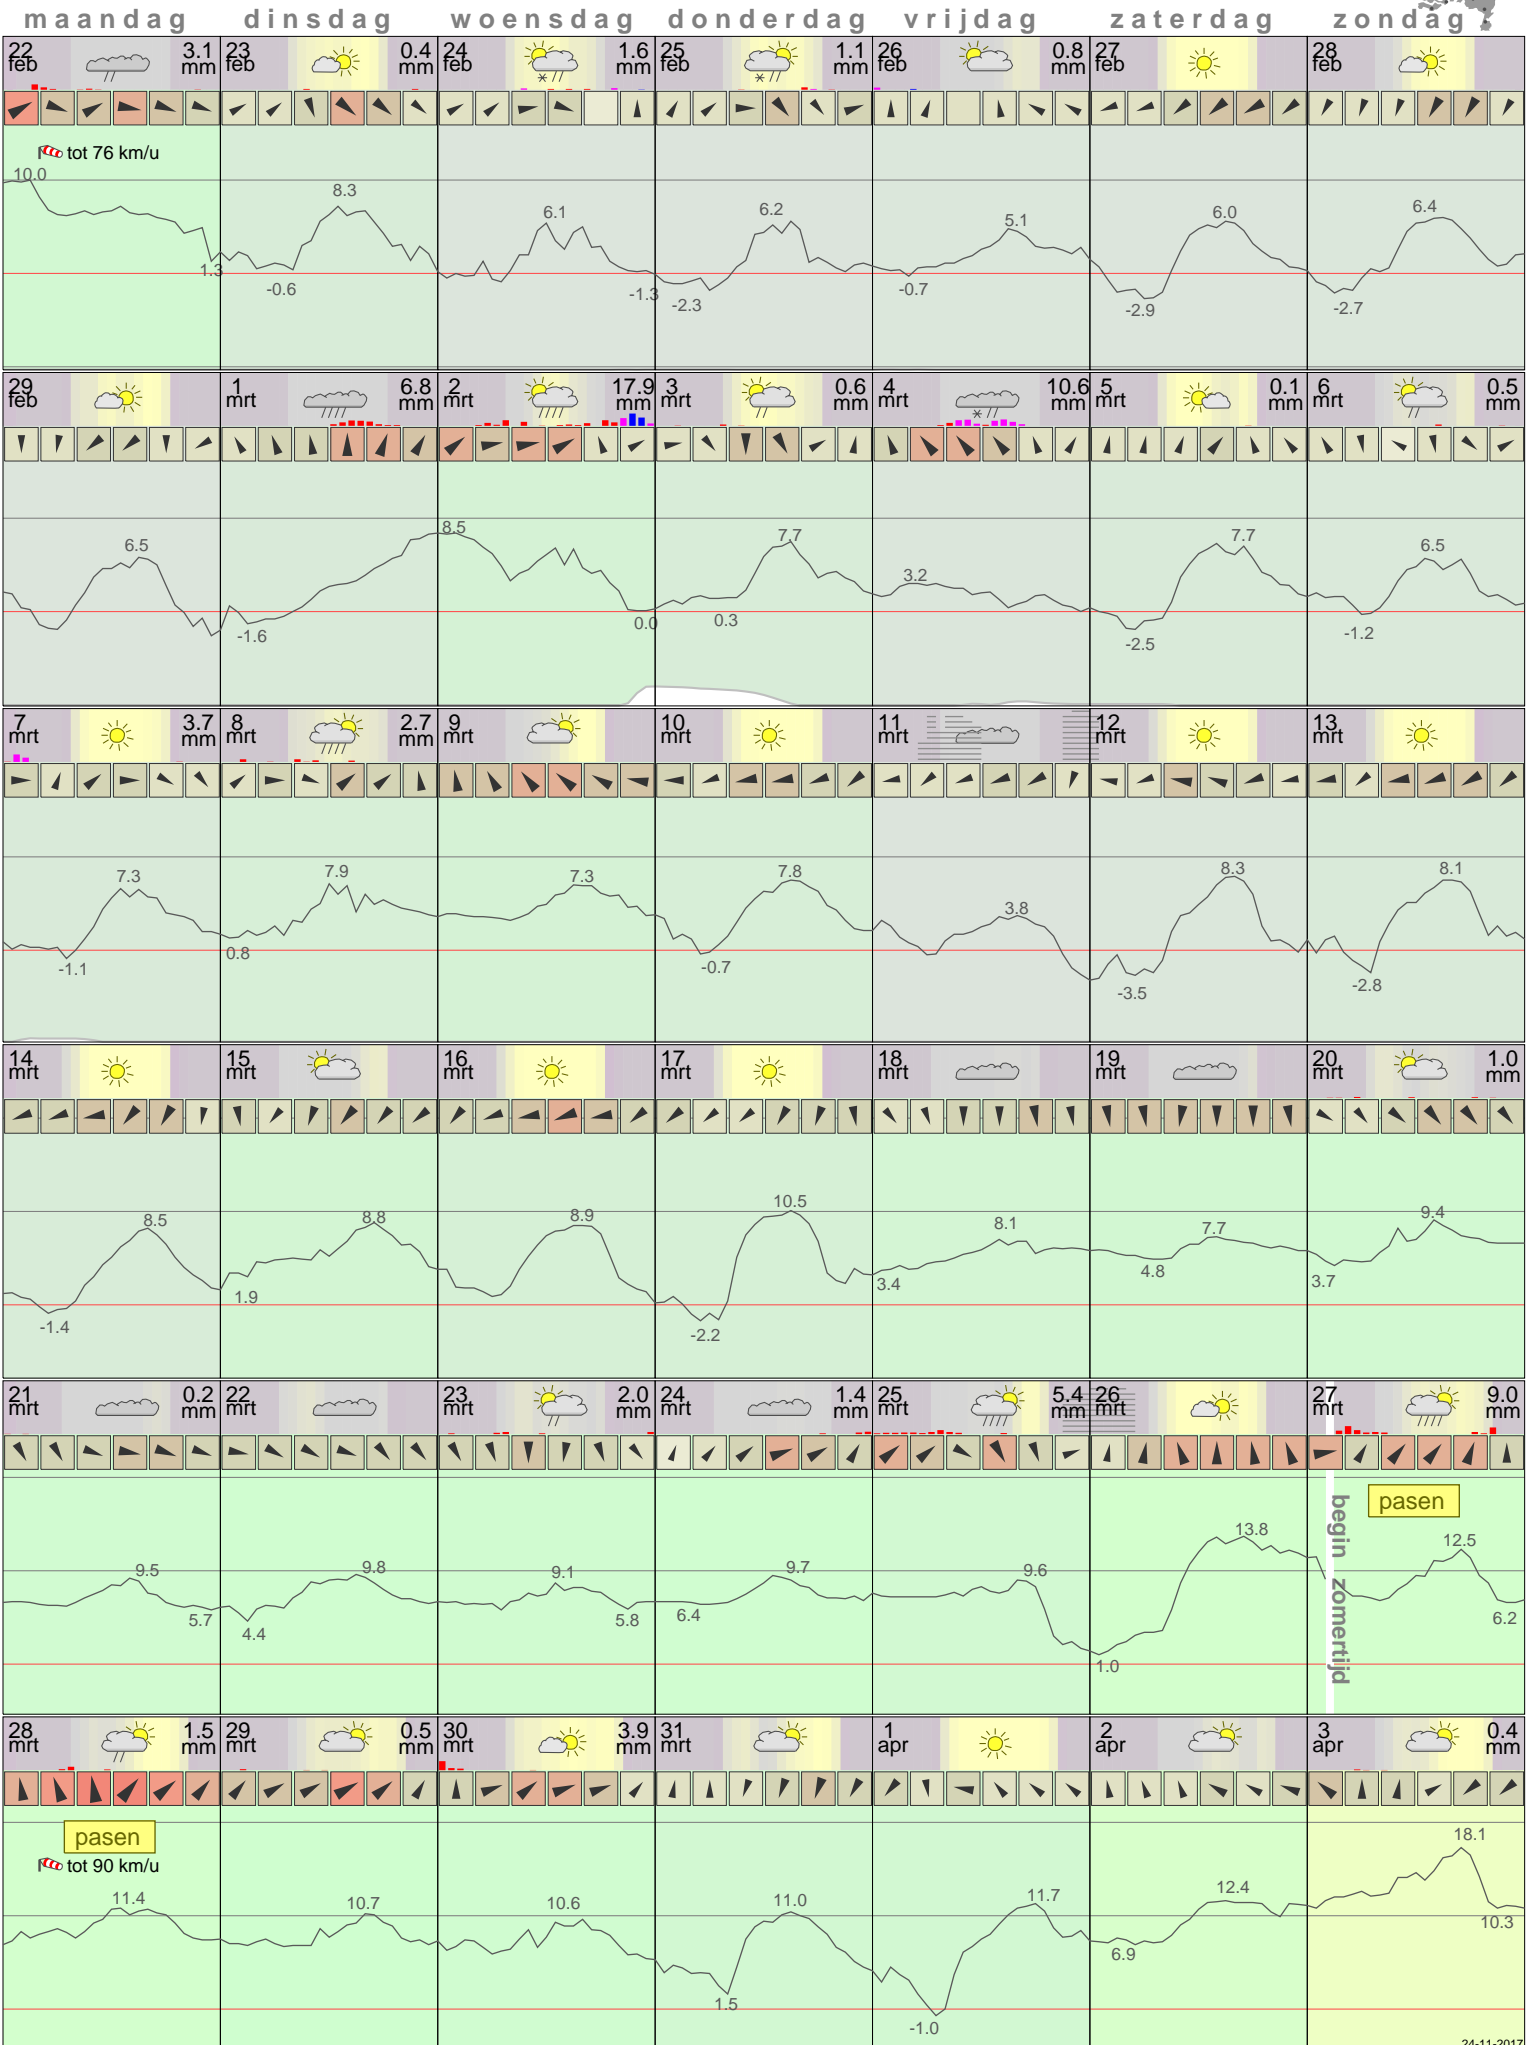 maandag dinsdag woensdag donderdag vrijdag zaterdag zondag
22 feb 3.1 mm 23 feb 0.4 mm 24 feb 1.6 mm 25 feb 1.1 mm 26 feb 0.8 mm 27 feb 28 feb
tot 76 km/u
10.0 8.3 6.1 6.2 5.1 6.0 6.4
1.3 -0.6 -1.3 -2.3 -0.7 -2.9 -2.7
29 feb 1 mrt 6.8 mm 2 mrt 17.9 mm 3 mrt 0.6 mm 4 mrt 10.6 mm 5 mrt 0.1 mm 6 mrt 0.5 mm
6.5 8.5 7.7 3.2 7.7 6.5
-1.6 0.0 0.3 -2.5 -1.2
7 mrt 3.7 mm 8 mrt 2.7 mm 9 mrt 10 mrt 11 mrt 12 mrt 13 mrt
7.3 7.9 7.3 7.8 3.8 8.3 8.1
-1.1 0.8 -0.7 -3.5 -2.8
14 mrt 15 mrt 16 mrt 17 mrt 18 mrt 19 mrt 20 mrt 1.0 mm
8.5 8.8 8.9 10.5 8.1 7.7 9.4
-1.4 1.9 -2.2 3.4 4.8 3.7
21 mrt 0.2 mm 22 mrt 23 mrt 2.0 mm 24 mrt 1.4 mm 25 mrt 5.4 mm 26 mrt 27 mrt 9.0 mm
pasen
begin zomertijd
9.5 9.8 9.1 9.7 9.6 13.8 12.5
5.7 4.4 5.8 6.4 1.0 6.2
28 mrt 1.5 mm 29 mrt 0.5 mm 30 mrt 3.9 mm 31 mrt 1 apr 2 apr 3 apr 0.4 mm
pasen
tot 90 km/u
11.4 10.7 10.6 11.0 11.7 12.4 18.1
1.5 -1.0 6.9 10.3
24-11-2017